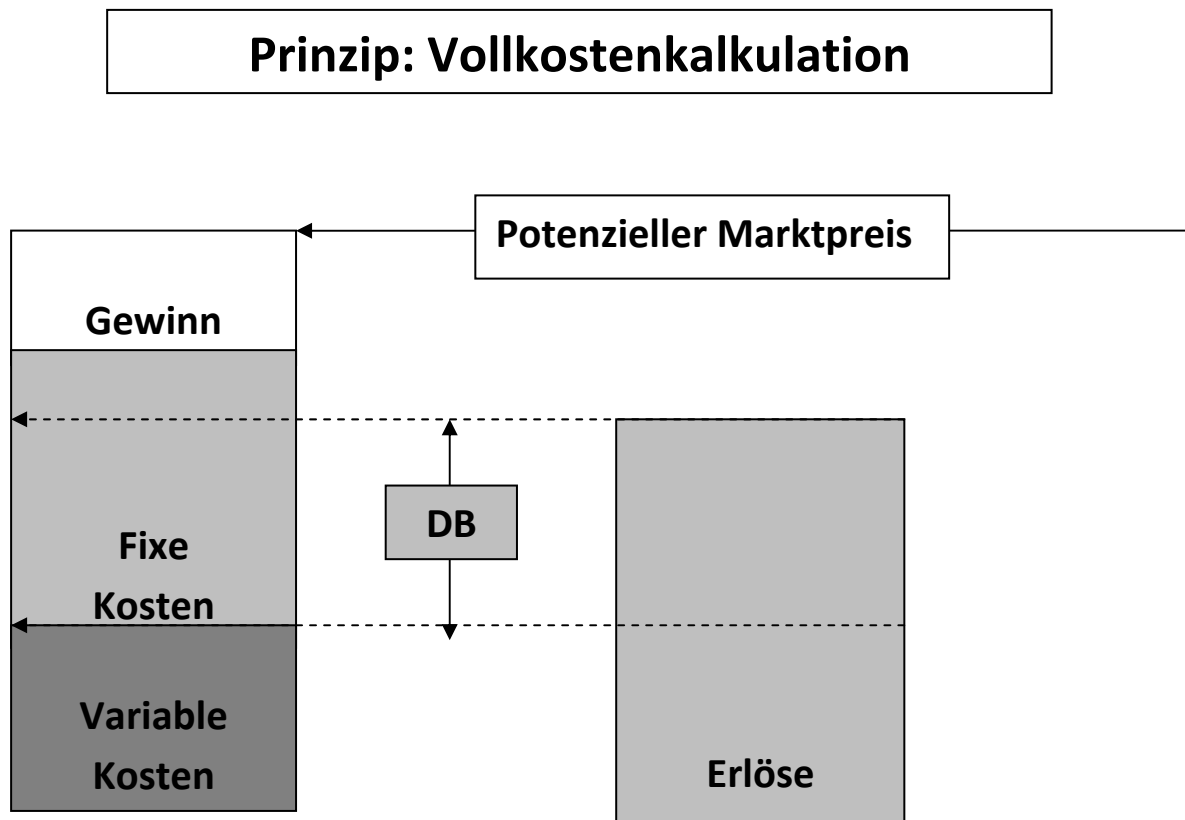 Prinzip: Vollkostenkalkulation
Potenzieller Marktpreis
Gewinn
DB
Fixe
Kosten
Variable
Kosten
Erlöse